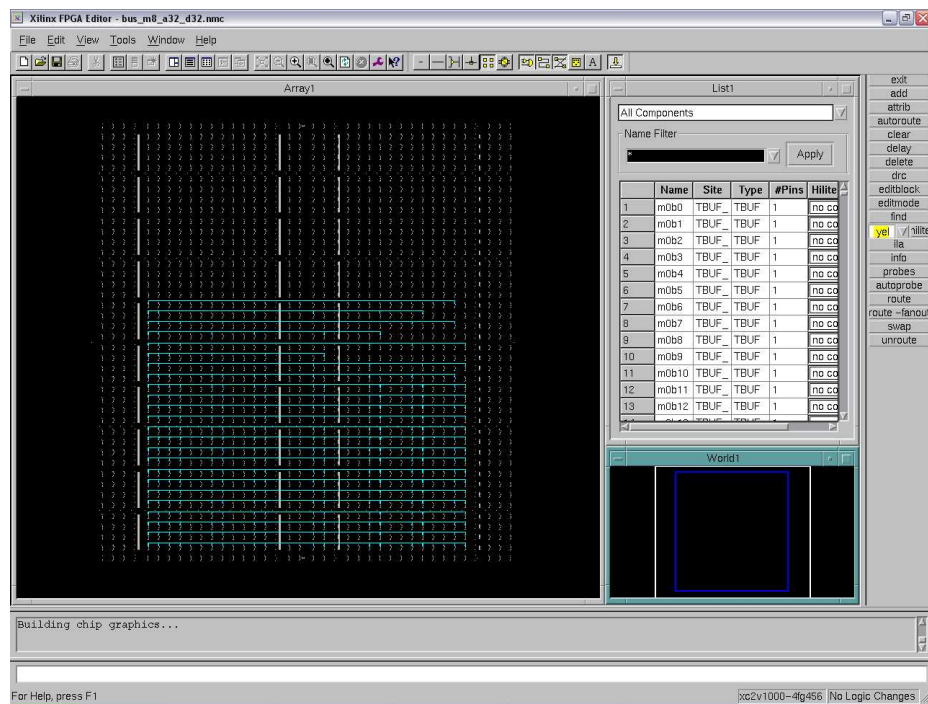 Xilinx FPGA Editor - bus_m8_a32_d32.nmc
File Edit View Tools Window Help
A
Array1
List1
All Components
Name Filter
*
Apply
Name Site Type #Pins Hilite
1 m0b0 TBUF_ TBUF 1 no co
2 m0b1 TBUF_ TBUF 1 no co
3 m0b2 TBUF_ TBUF 1 no co
4 m0b3 TBUF_ TBUF 1 no co
5 m0b4 TBUF_ TBUF 1 no co
6 m0b5 TBUF_ TBUF 1 no co
7 m0b6 TBUF_ TBUF 1 no co
8 m0b7 TBUF_ TBUF 1 no co
9 m0b8 TBUF_ TBUF 1 no co
10 m0b9 TBUF_ TBUF 1 no co
11 m0b10 TBUF_ TBUF 1 no co
12 m0b11 TBUF_ TBUF 1 no co
13 m0b12 TBUF_ TBUF 1 no co
World1
exit
add
attrib
autoroute
clear
delay
delete
drc
editblock
editmode
find
yel hilite
ila
info
probes
autoprobe
route
route -fanout
swap
unroute
Building chip graphics...
For Help, press F1
xc2v1000-4fg456 No Logic Changes